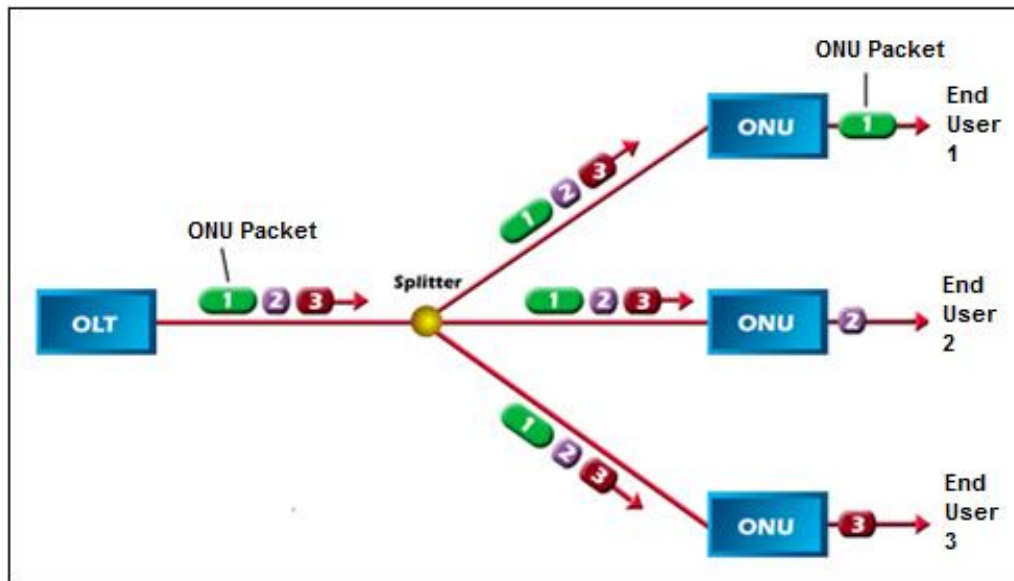 ONU Packet
ONU
1
End
User
1
1 2 3
ONU Packet
1 2 3
OLT
Splitter
1 2 3
ONU
2
End
User
2
1 2 3
ONU
3
End
User
3